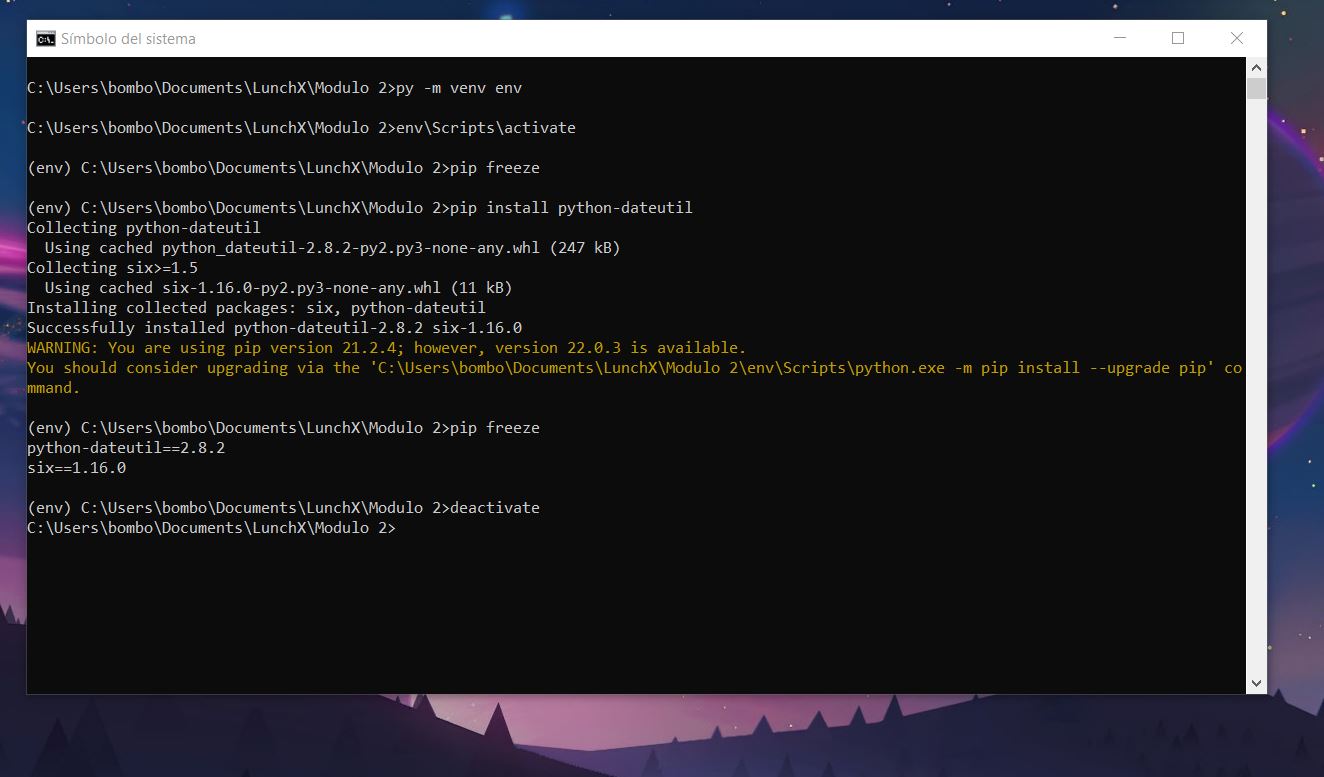 Símbolo del sistema
C:\Users\bombo\Documents\LunchX\Modulo 2>py -m venv env
C:\Users\bombo\Documents\LunchX\Modulo 2>env\Scripts\activate
(env) C:\Users\bombo\Documents\LunchX\Modulo 2>pip freeze
(env) C:\Users\bombo\Documents\LunchX\Modulo 2>pip install python-dateutil
Collecting python-dateutil
  Using cached python_dateutil-2.8.2-py2.py3-none-any.whl (247 kB)
Collecting six>=1.5
  Using cached six-1.16.0-py2.py3-none-any.whl (11 kB)
Installing collected packages: six, python-dateutil
Successfully installed python-dateutil-2.8.2 six-1.16.0
WARNING: You are using pip version 21.2.4; however, version 22.0.3 is available.
You should consider upgrading via the 'C:\Users\bombo\Documents\LunchX\Modulo 2\env\Scripts\python.exe -m pip install --upgrade pip' co
mmand.
(env) C:\Users\bombo\Documents\LunchX\Modulo 2>pip freeze
python-dateutil==2.8.2
six==1.16.0
(env) C:\Users\bombo\Documents\LunchX\Modulo 2>deactivate
C:\Users\bombo\Documents\LunchX\Modulo 2>